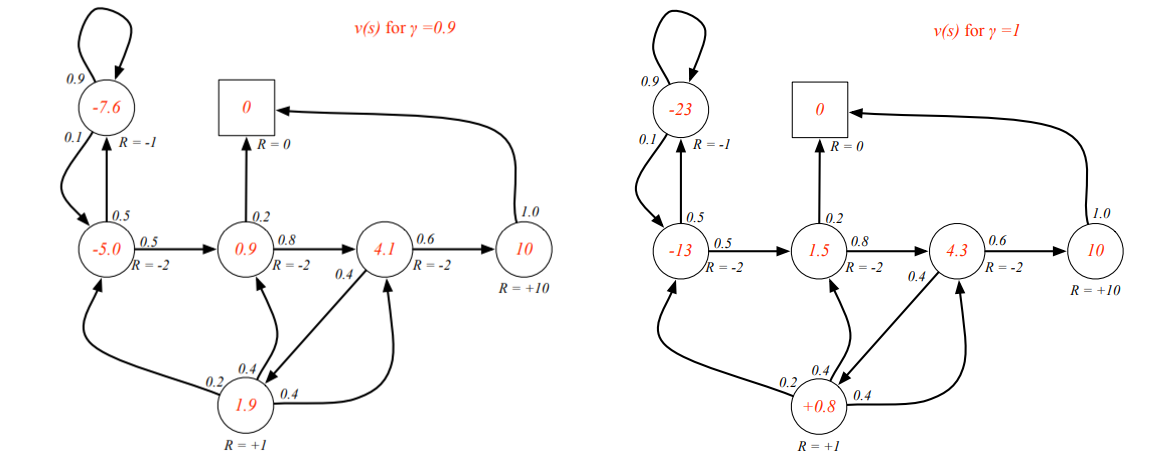 v(s) for γ =0.9
0.9
-7.6
0
0.1
R = -1
R = 0
0.5
0.2
1.0
-5.0
0.5
0.9
0.8
4.1
0.6
10
R = -2
R = -2
R = -2
0.4
R = +10
0.2
0.4
0.4
1.9
R = +1
v(s) for γ =1
0.9
-23
0
0.1
R = -1
R = 0
0.5
0.2
1.0
-13
0.5
1.5
0.8
4.3
0.6
10
R = -2
R = -2
R = -2
0.4
R = +10
0.2
0.4
0.4
+0.8
R = +1